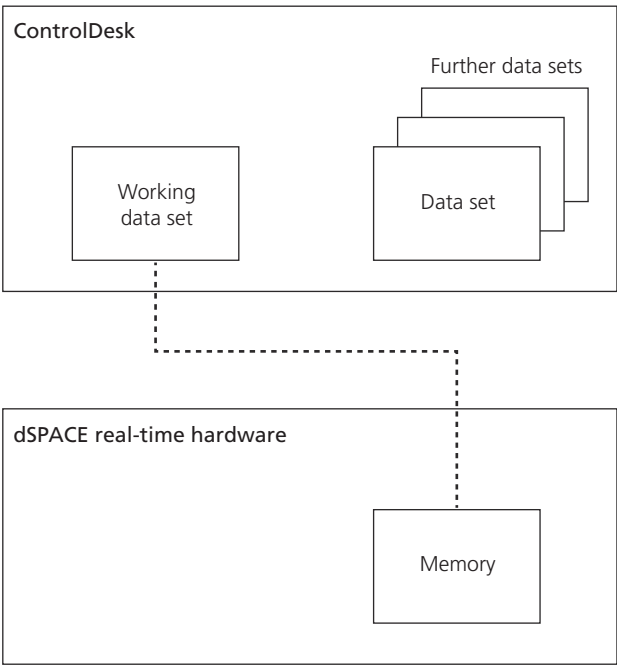 ControlDesk
Further data sets
Working
data set
Data set
dSPACE real-time hardware
Memory